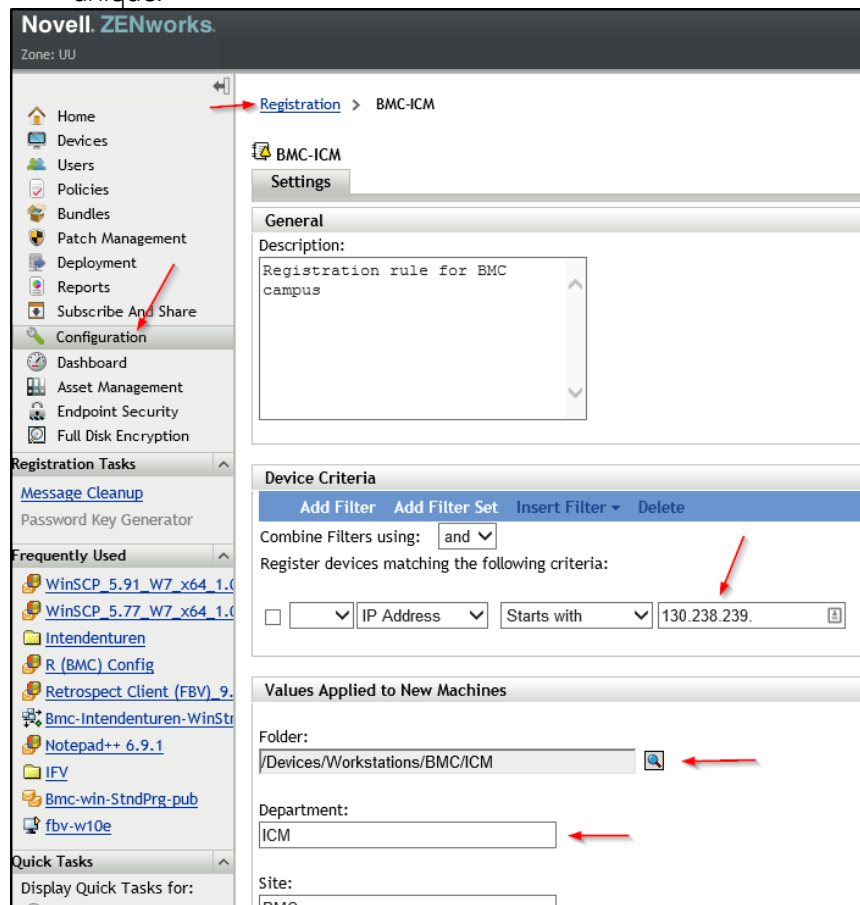 unique.
Novell. ZENworks.
Zone: UU
Home
Devices
Users
Policies
Bundles
Patch Management
Deployment
Reports
Subscribe And Share
Configuration
Dashboard
Asset Management
Endpoint Security
Full Disk Encryption
Registration Tasks
Message Cleanup
Password Key Generator
Frequently Used
WinSCP_5.91_W7_x64_1.0
WinSCP_5.77_W7_x64_1.0
Intendenturen
R (BMC) Config
Retrospect Client (FBV)_9.
Bmc-Intendenturen-WinStr
Notepad++ 6.9.1
IFV
Bmc-win-StndPrg-pub
fbv-w10e
Quick Tasks
Display Quick Tasks for:
Registration > BMC-ICM
BMC-ICM
Settings
General
Description:
Registration rule for BMC
campus
Device Criteria
Add Filter Add Filter Set Insert Filter Delete
Combine Filters using: and
Register devices matching the following criteria:
IP Address Starts with 130.238.239.
Values Applied to New Machines
Folder:
/Devices/Workstations/BMC/ICM
Department:
ICM
Site:
BMC